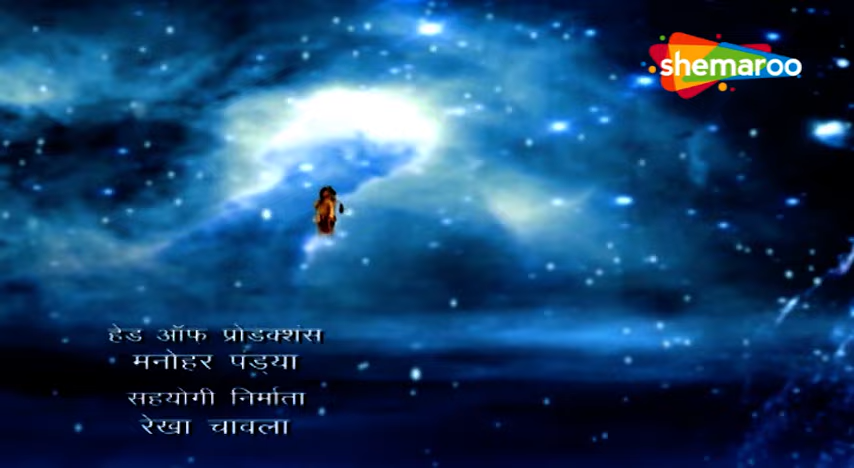 shemaroo
हेड ऑफ प्रोडक्शंस
मनोहर पंड्या
सहयोगी निर्माता
रेखा चावला